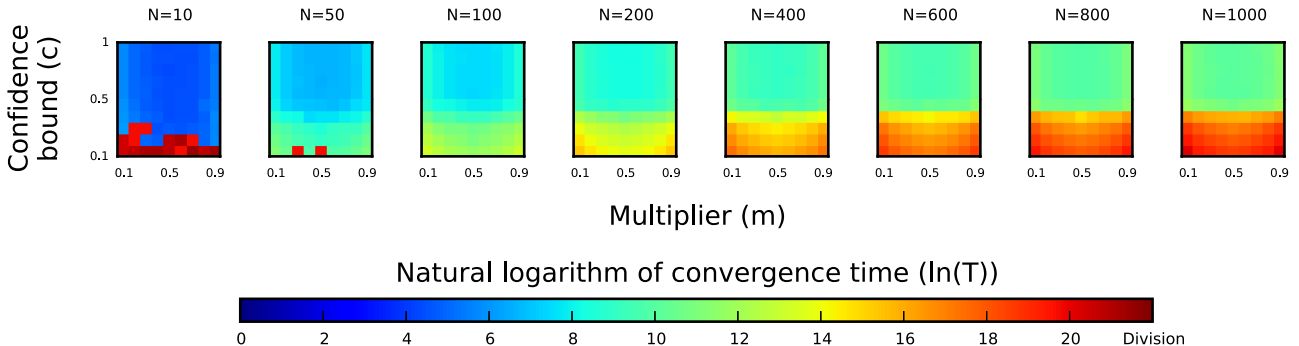 N=10 N=50 N=100 N=200 N=400 N=600 N=800 N=1000
Confidence
bound (c)
1
0.5
0.1
0.1 0.5 0.9 0.1 0.5 0.9 0.1 0.5 0.9 0.1 0.5 0.9 0.1 0.5 0.9 0.1 0.5 0.9 0.1 0.5 0.9 0.1 0.5 0.9
Multiplier (m)
Natural logarithm of convergence time (ln(T))
0 2 4 6 8 10 12 14 16 18 20 Division